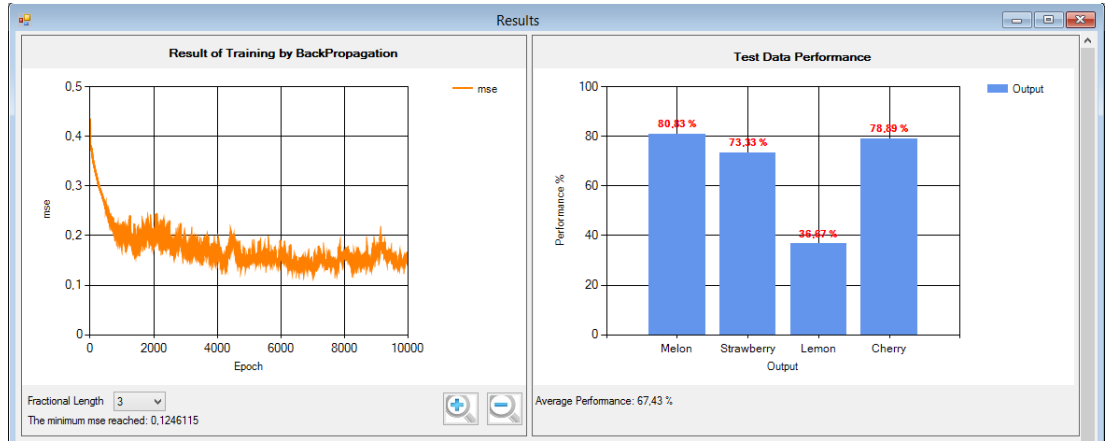 Results
Result of Training by BackPropagation
0,5
0,4
0,3
0,2
0,1
0
mse
0 2000 4000 6000 8000 10000
Epoch
mse
Fractional Length 3
The minimum mse reached: 0,1246115
Test Data Performance
100
80
60
40
20
0
Performance %
80,83 %
73,33 %
36,67 %
78,89 %
Melon Strawberry Lemon Cherry
Output
Output
Average Performance: 67,43 %